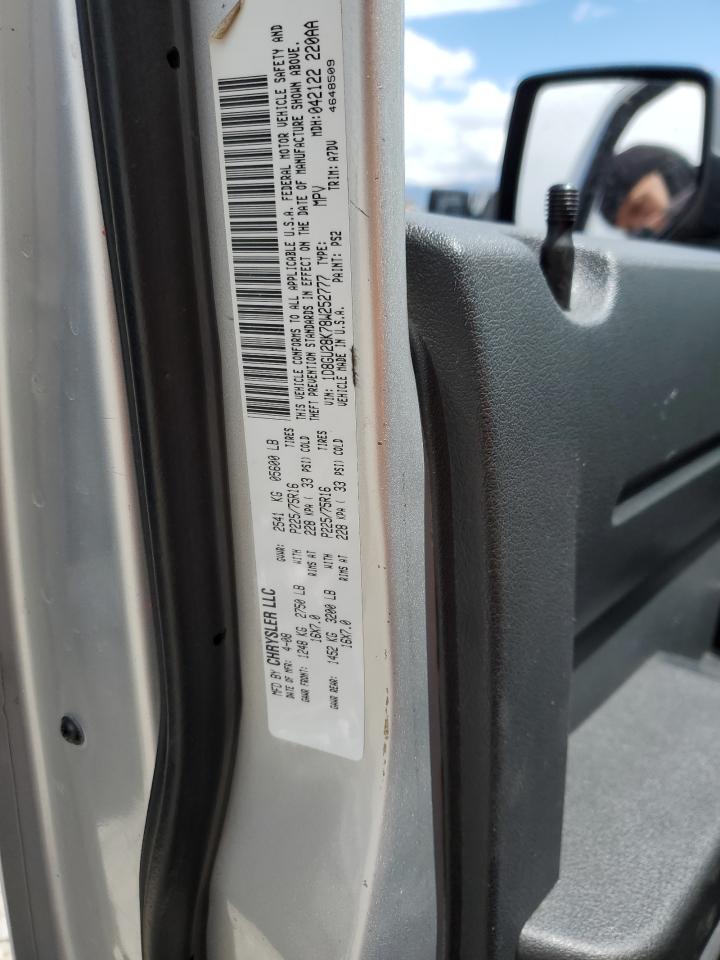 MFD BY CHRYSLER LLC
DATE OF MFR: 4-08 GVWR: 2541 KG 05600 LB
GAWR FRONT: 1248 KG 2750 LB WITH P225/75R16 TIRES
16X7.0 RIMS AT 228 KPA ( 33 PSI) COLD
GAWR REAR: 1452 KG 3200 LB WITH P225/75R16 TIRES
16X7.0 RIMS AT 228 KPA ( 33 PSI) COLD
THIS VEHICLE CONFORMS TO ALL APPLICABLE U.S.A. FEDERAL MOTOR VEHICLE SAFETY AND
THEFT PREVENTION STANDARDS IN EFFECT ON THE DATE OF MANUFACTURE SHOWN ABOVE.
VIN: 1D8GU28K78W252777 TYPE: MPV MDH:042122 220AA
VEHICLE MADE IN U.S.A. PAINT: PS2 TRIM: A7DV 4648509